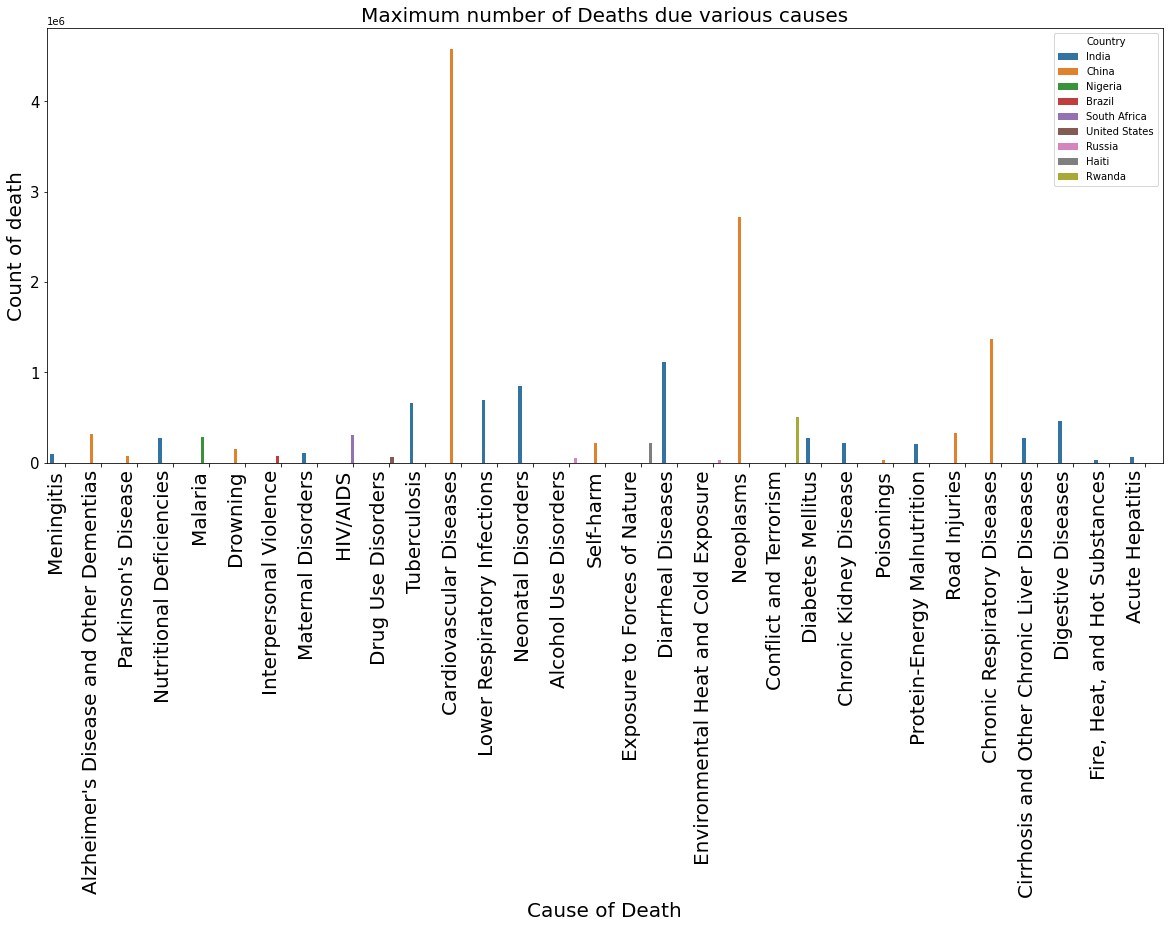 Maximum number of Deaths due various causes
1e6
Count of death
4
3
2
1
0
Country
India
China
Nigeria
Brazil
South Africa
United States
Russia
Haiti
Rwanda
Meningitis
Alzheimer's Disease and Other Dementias
Parkinson's Disease
Nutritional Deficiencies
Malaria
Drowning
Interpersonal Violence
Maternal Disorders
HIV/AIDS
Drug Use Disorders
Tuberculosis
Cardiovascular Diseases
Lower Respiratory Infections
Neonatal Disorders
Alcohol Use Disorders
Self-harm
Exposure to Forces of Nature
Diarrheal Diseases
Environmental Heat and Cold Exposure
Neoplasms
Conflict and Terrorism
Diabetes Mellitus
Chronic Kidney Disease
Poisonings
Protein-Energy Malnutrition
Road Injuries
Chronic Respiratory Diseases
Cirrhosis and Other Chronic Liver Diseases
Digestive Diseases
Fire, Heat, and Hot Substances
Acute Hepatitis
Cause of Death